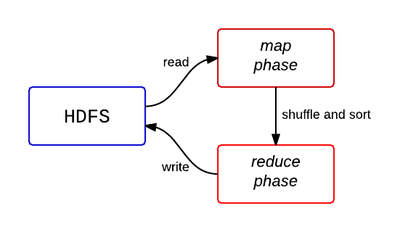 map
phase
read
HDFS
shuffle and sort
write
reduce
phase